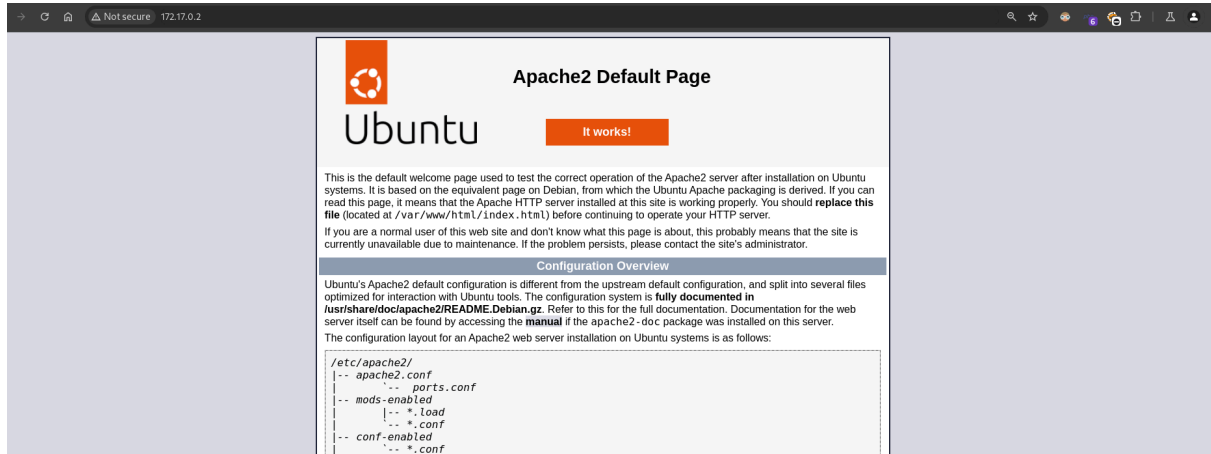 Not secure 172.17.0.2
6
Apache2 Default Page
Ubuntu
It works!
This is the default welcome page used to test the correct operation of the Apache2 server after installation on Ubuntu
systems. It is based on the equivalent page on Debian, from which the Ubuntu Apache packaging is derived. If you can
read this page, it means that the Apache HTTP server installed at this site is working properly. You should replace this
file (located at /var/www/html/index.html) before continuing to operate your HTTP server.
If you are a normal user of this web site and don't know what this page is about, this probably means that the site is
currently unavailable due to maintenance. If the problem persists, please contact the site's administrator.
Configuration Overview
Ubuntu's Apache2 default configuration is different from the upstream default configuration, and split into several files
optimized for interaction with Ubuntu tools. The configuration system is fully documented in
/usr/share/doc/apache2/README.Debian.gz. Refer to this for the full documentation. Documentation for the web
server itself can be found by accessing the manual if the apache2-doc package was installed on this server.
The configuration layout for an Apache2 web server installation on Ubuntu systems is as follows:
/etc/apache2/
|-- apache2.conf
|       `--  ports.conf
|-- mods-enabled
|       |-- *.load
|       `-- *.conf
|-- conf-enabled
|       `-- *.conf